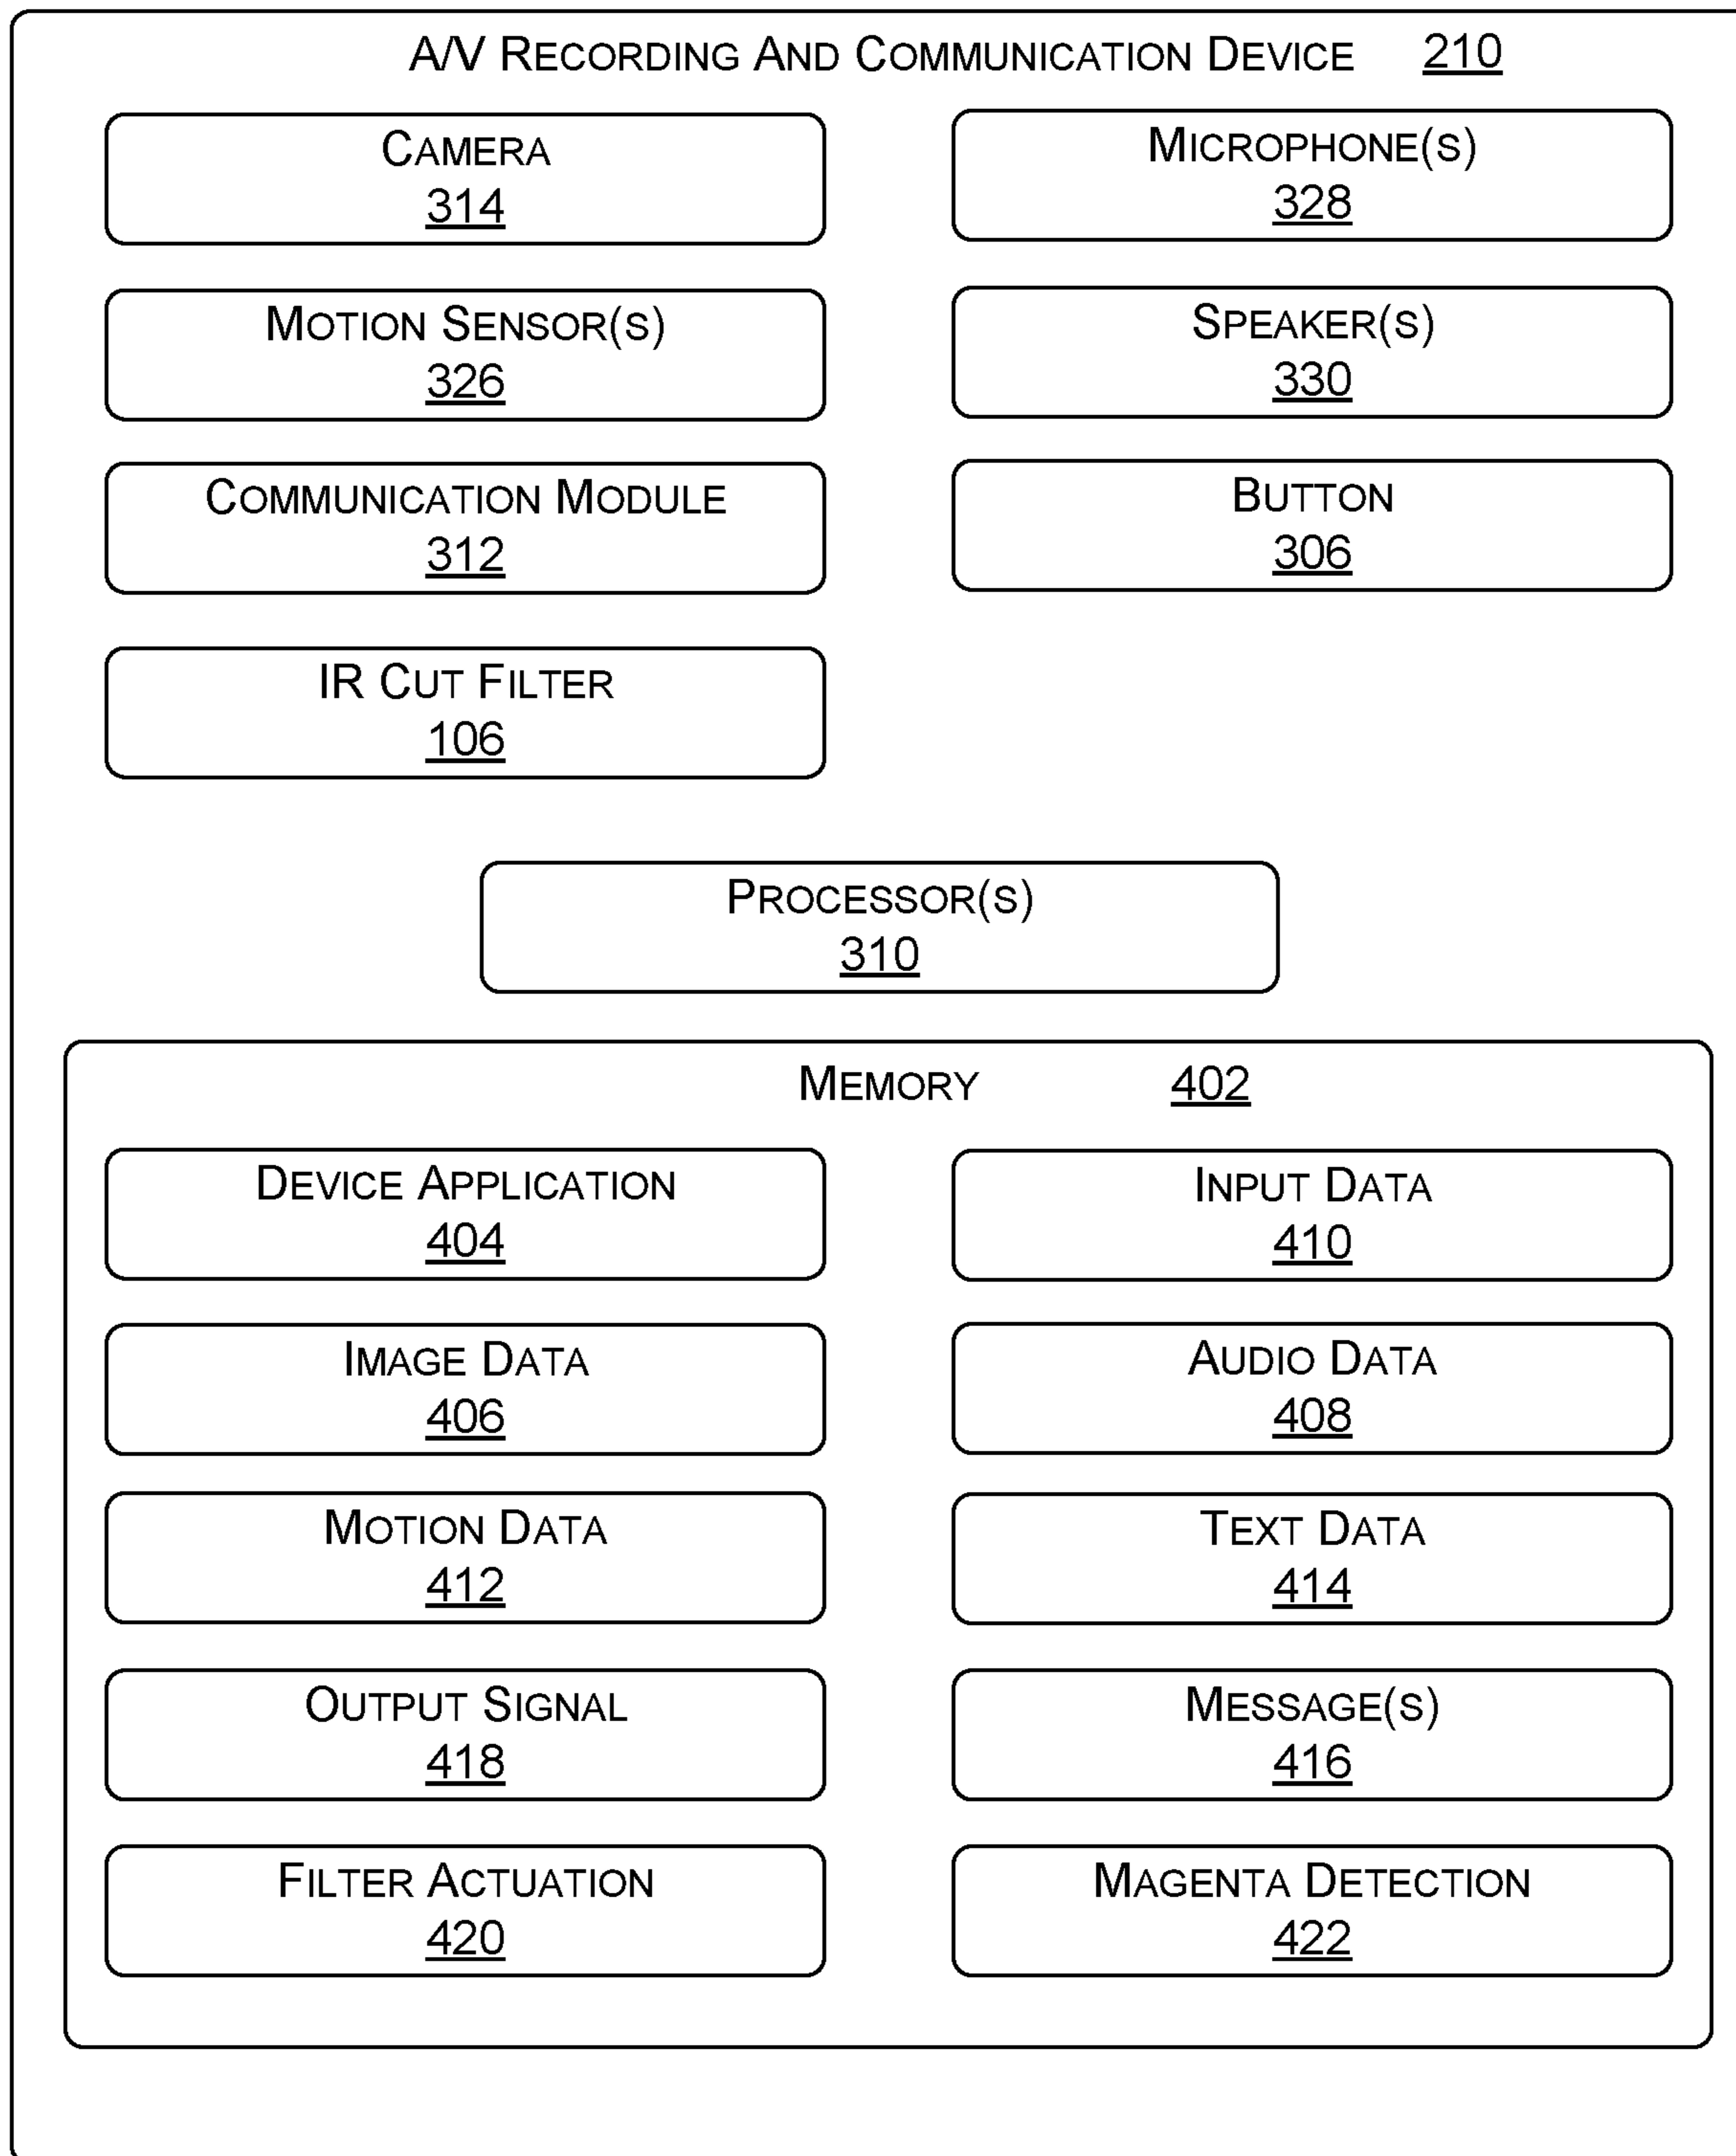 A/V RECORDING AND COMMUNICATION DEVICE 210
CAMERA
314
MICROPHONE(S)
328
MOTION SENSOR(S)
326
SPEAKER(S)
330
COMMUNICATION MODULE
312
BUTTON
306
IR CUT FILTER
106
PROCESSOR(S)
310
MEMORY 402
DEVICE APPLICATION
404
INPUT DATA
410
IMAGE DATA
406
AUDIO DATA
408
MOTION DATA
412
TEXT DATA
414
OUTPUT SIGNAL
418
MESSAGE(S)
416
FILTER ACTUATION
420
MAGENTA DETECTION
422